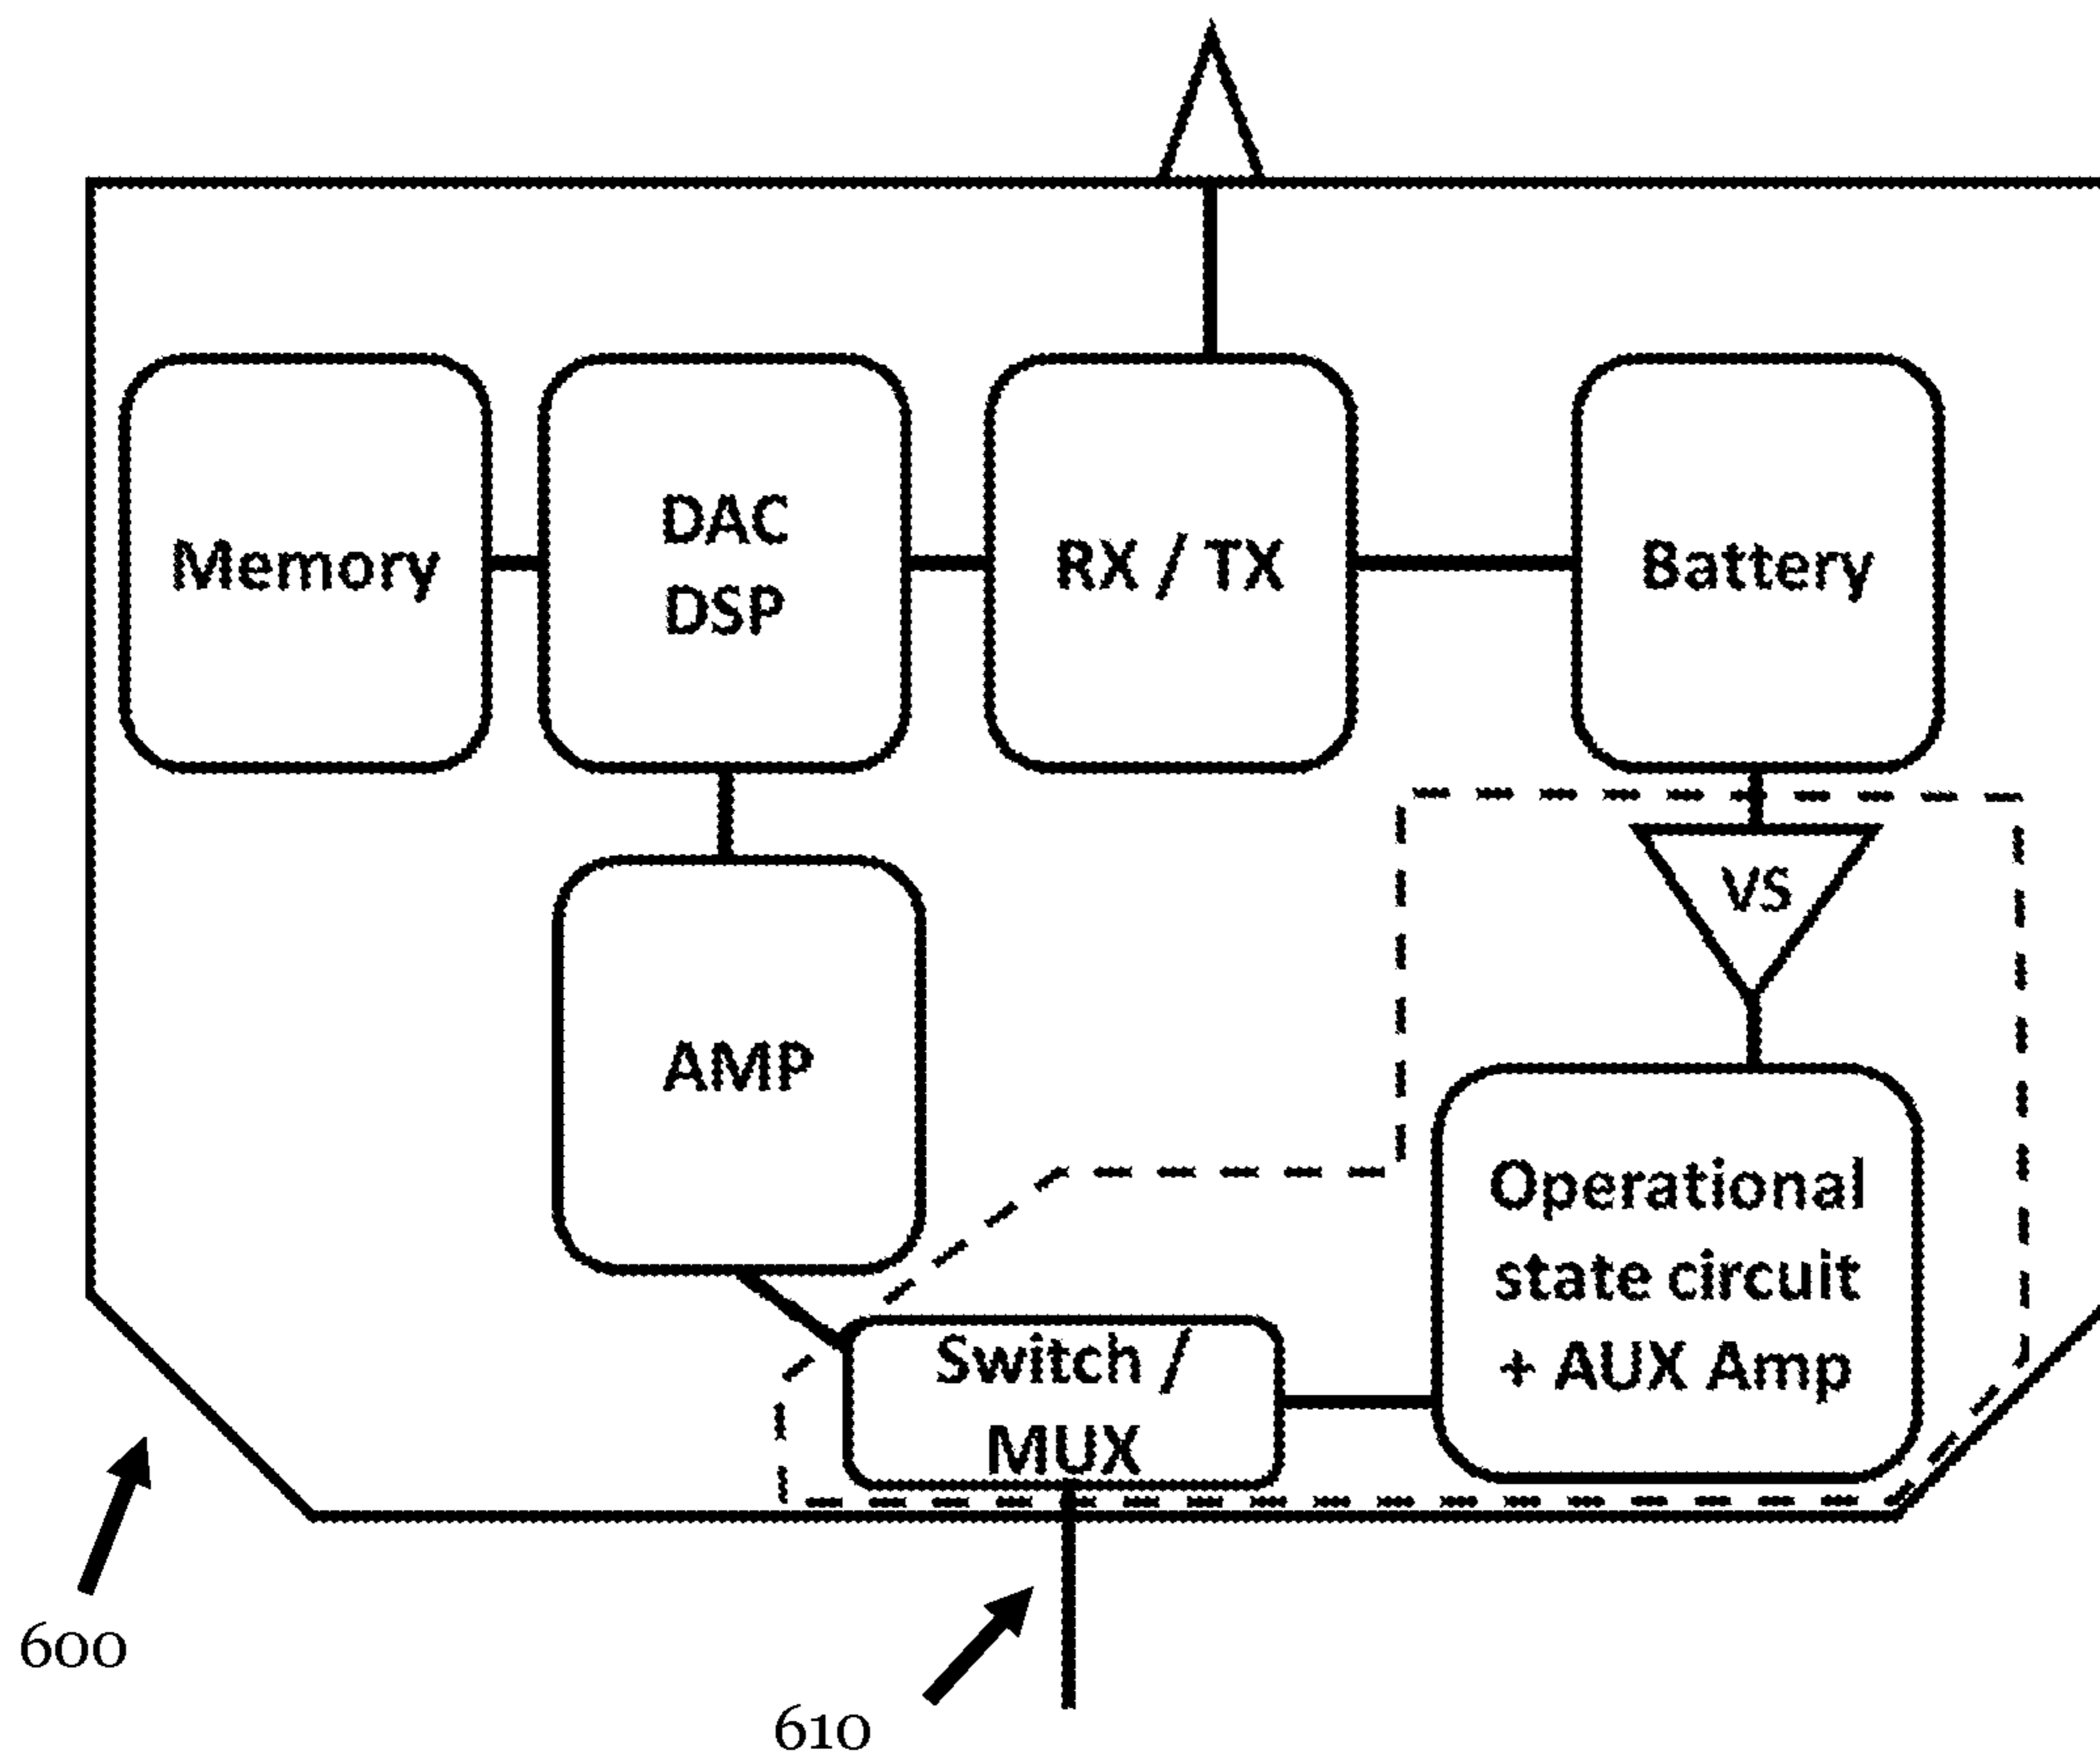 Memory
DAC
DSP
RX / TX
Battery
VS
AMP
Operational
state circuit
+ AUX Amp
Switch /
MUX
600
610